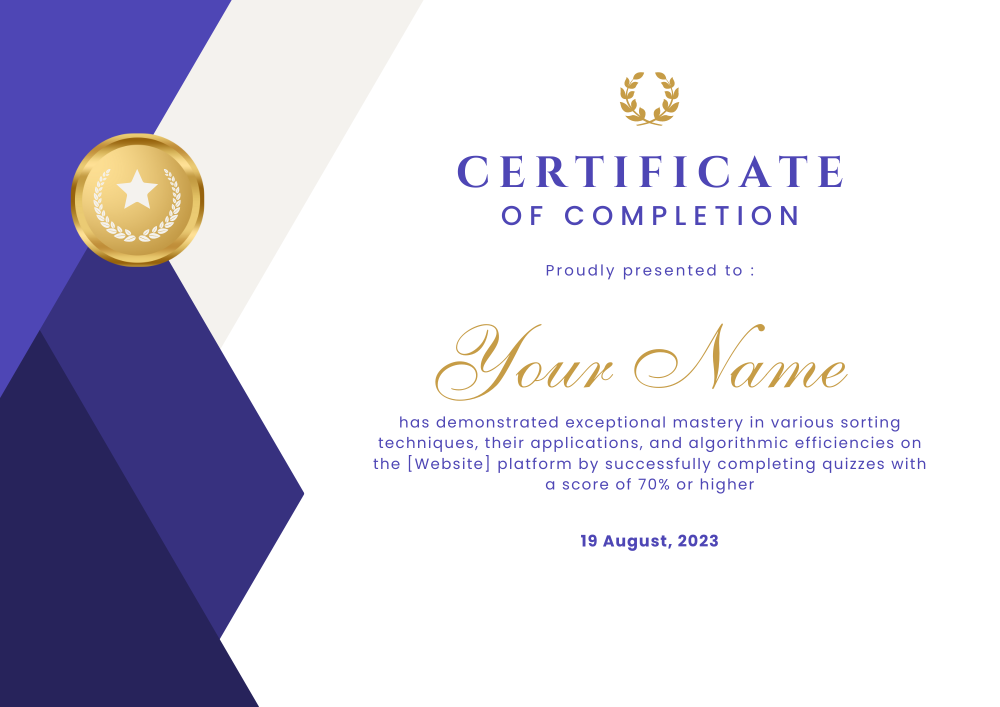 CERTIFICATE
OF COMPLETION
Proudly presented to :
Your Name
has demonstrated exceptional mastery in various sorting
techniques, their applications, and algorithmic efficiencies on
the [Website] platform by successfully completing quizzes with
a score of 70% or higher
19 August, 2023